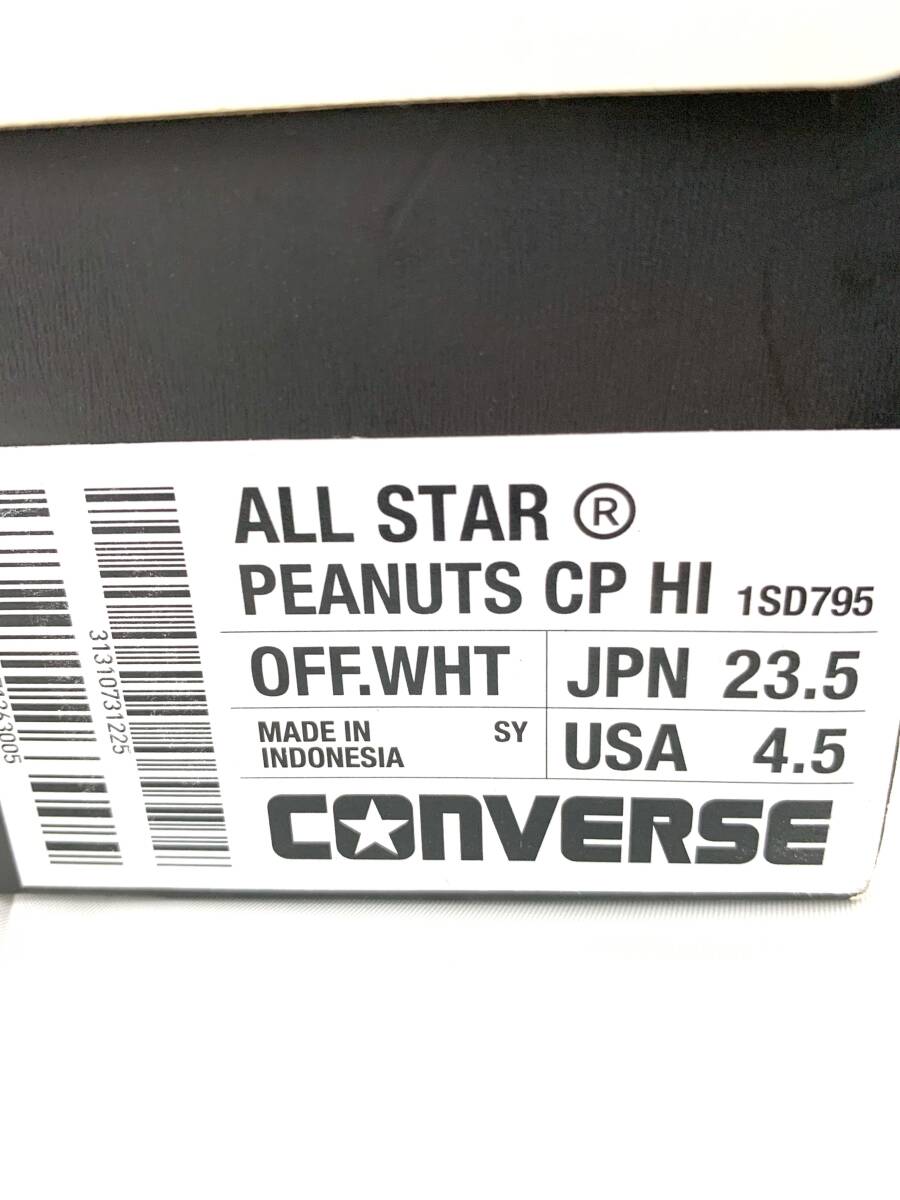 ALL STAR ®
PEANUTS CP HI 1SD795
OFF.WHT
JPN 23.5
MADE IN
INDONESIA
SY
USA 4.5
CONVERSE
31310731225